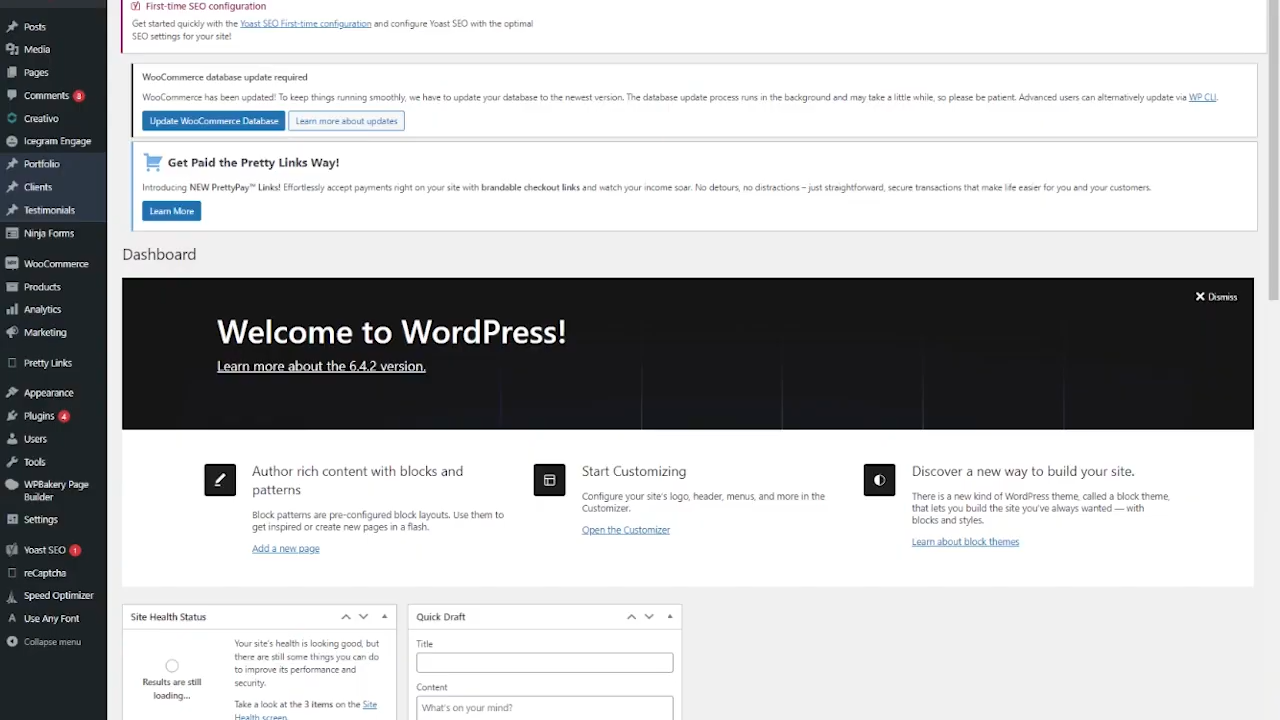 Posts
Media
Pages
Comments 8
Creativo
Icegram Engage
Portfolio
Clients
Testimonials
Ninja Forms
WooCommerce
Products
Analytics
Marketing
Pretty Links
Appearance
Plugins 4
Users
Tools
WPBakery Page
Builder
Settings
Yoast SEO 1
reCaptcha
Speed Optimizer
Use Any Font
Collapse menu
First-time SEO configuration
Get started quickly with the Yoast SEO First-time configuration and configure Yoast SEO with the optimal
SEO settings for your site!
WooCommerce database update required
WooCommerce has been updated! To keep things running smoothly, we have to update your database to the newest version. The database update process runs in the background and may take a little while, so please be patient. Advanced users can alternatively update via WP CLI.
Update WooCommerce Database
Learn more about updates
Get Paid the Pretty Links Way!
Introducing NEW PrettyPay™ Links! Effortlessly accept payments right on your site with brandable checkout links and watch your income soar. No detours, no distractions – just straightforward, secure transactions that make life easier for you and your customers.
Learn More
Dashboard
Dismiss
Welcome to WordPress!
Learn more about the 6.4.2 version.
Author rich content with blocks and
patterns
Block patterns are pre-configured block layouts. Use them to
get inspired or create new pages in a flash.
Add a new page
Start Customizing
Configure your site's logo, header, menus, and more in the
Customizer.
Open the Customizer
Discover a new way to build your site.
There is a new kind of WordPress theme, called a block theme,
that lets you build the site you've always wanted — with
blocks and styles.
Learn about block themes
Site Health Status
Results are still
loading...
Your site's health is looking good, but
there are still some things you can do
to improve its performance and
security.
Take a look at the 3 items on the Site
Health screen.
Quick Draft
Title
Content
What's on your mind?